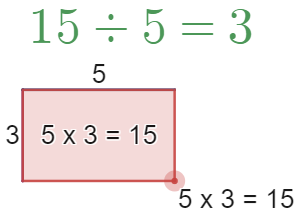 15 ÷ 5 = 3
5
3
5 x 3 = 15
5 x 3 = 15